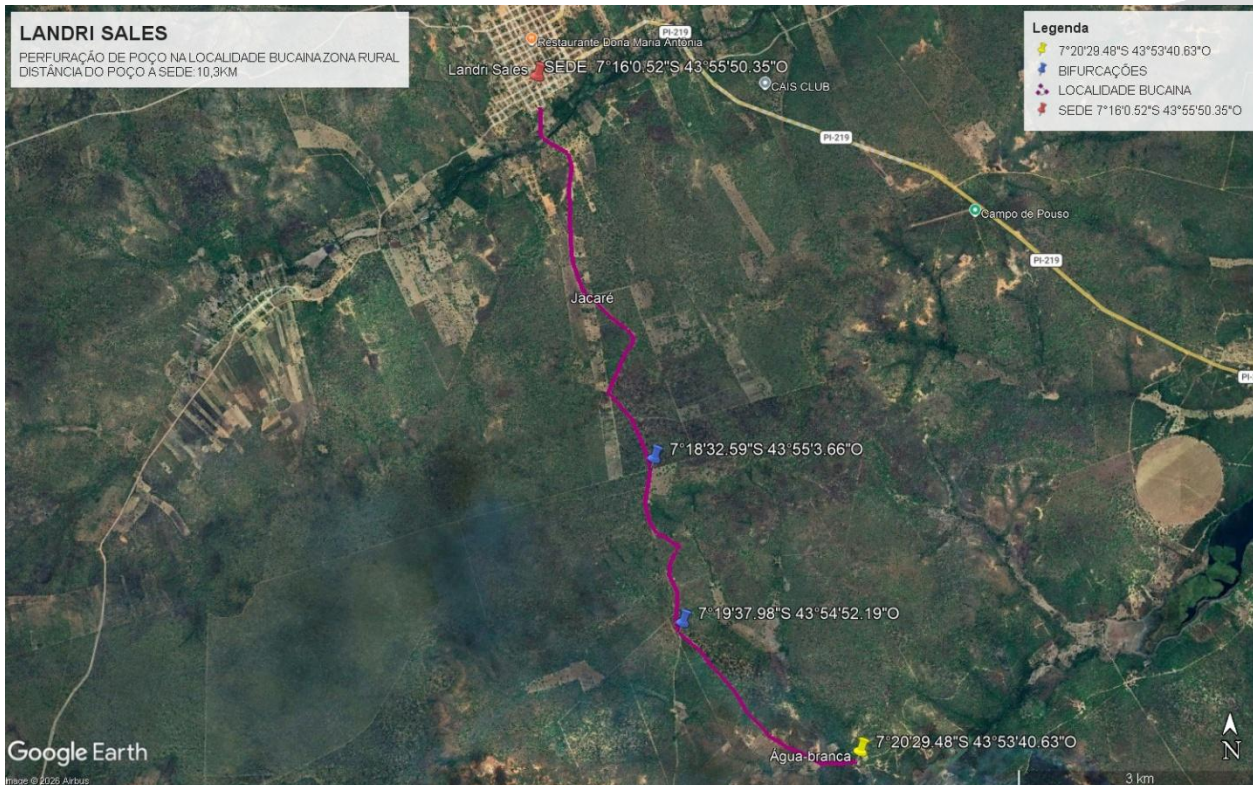 LANDRI SALES
PERFURAÇÃO DE POÇO NA LOCALIDADE BUCAINA ZONA RURAL
DISTÂNCIA DO POÇO A SEDE: 10,3KM
Legenda
7°20'29.48"S 43°53'40.63"O
BIFURCAÇÕES
LOCALIDADE BUCAINA
SEDE 7°16'0.52"S 43°55'50.35"O
PI-219
Restaurante Dona Maria Antônia
Landri Sales
SEDE 7°16'0.52"S 43°55'50.35"O
CAIS CLUB
PI-219
Campo de Pouso
PI-219
Jacaré
PI-
7°18'32.59"S 43°55'3.66"O
7°19'37.98"S 43°54'52.19"O
7°20'29.48"S 43°53'40.63"O
Água-branca
N
Google Earth
Image © 2026 Airbus
3 km